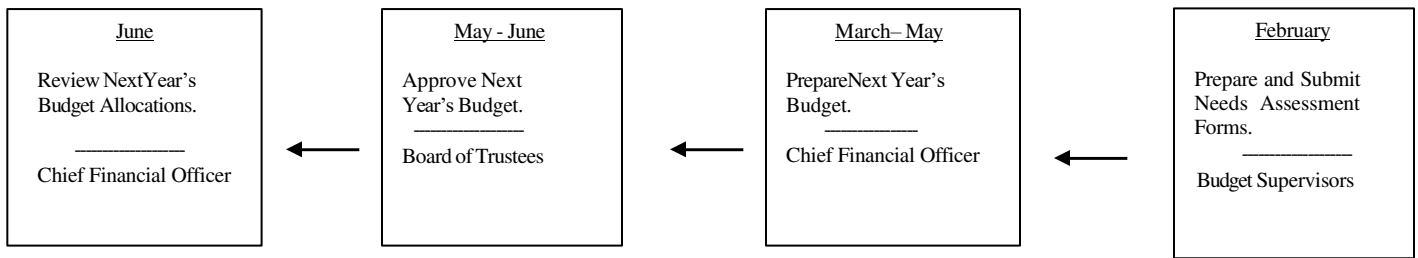 June
Review NextYear's
Budget Allocations.
Chief Financial Officer
May - June
Approve Next
Year's Budget.
Board of Trustees
March– May
PrepareNext Year's
Budget.
Chief Financial Officer
February
Prepare and Submit
Needs Assessment
Forms.
Budget Supervisors